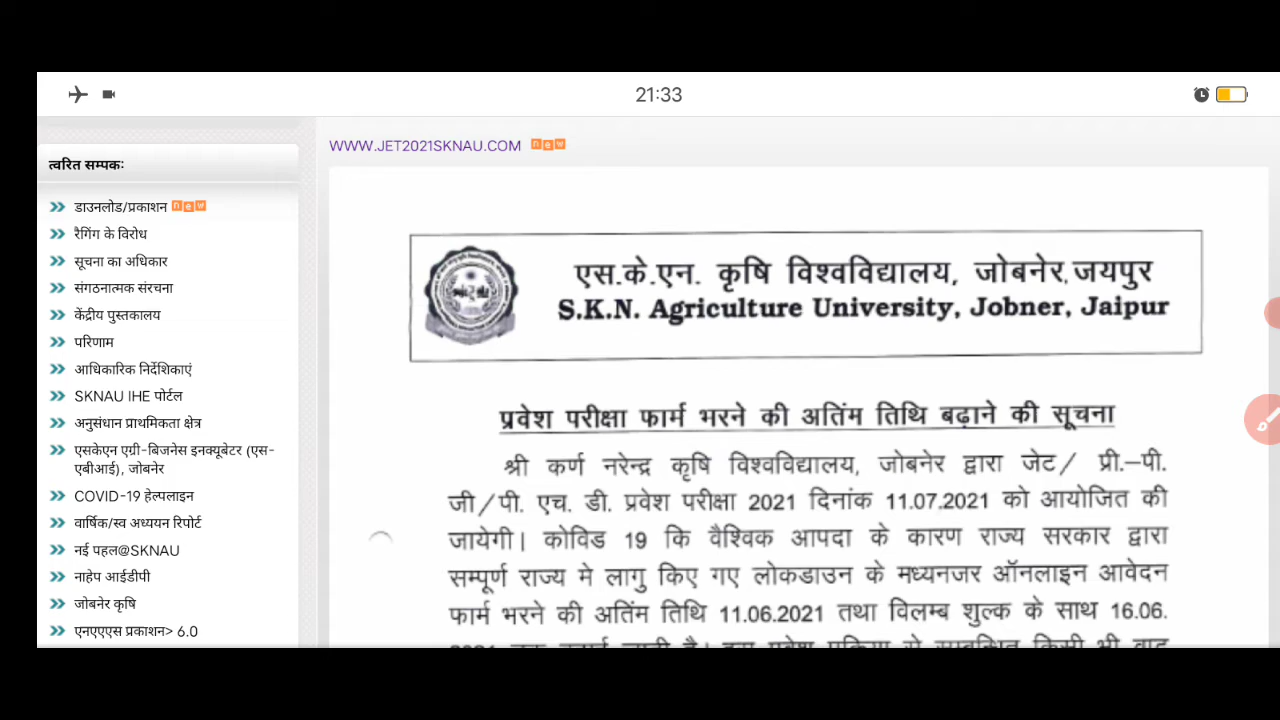 21:33
त्वरित सम्पक:
डाउनलोड/प्रकाशन new
रैगिंग के विरोध
सूचना का अधिकार
संगठनात्मक संरचना
केंद्रीय पुस्तकालय
परिणाम
आधिकारिक निर्देशिकाएं
SKNAU IHE पोर्टल
अनुसंधान प्राथमिकता क्षेत्र
एसकेएन एग्री-बिजनेस इनक्यूबेटर (एस-
एबीआई), जोबनेर
COVID-19 हेल्पलाइन
वार्षिक/स्व अध्ययन रिपोर्ट
नई पहल@SKNAU
नाहेप आईडीपी
जोबनेर कृषि
एनएएएस प्रकाशन> 6.0
WWW.JET2021SKNAU.COM new
एस.के.एन. कृषि विश्वविद्यालय, जोबनेर, जयपुर
S.K.N. Agriculture University, Jobner, Jaipur
प्रवेश परीक्षा फार्म भरने की अतिंम तिथि बढ़ाने की सूचना
श्री कर्ण नरेन्द्र कृषि विश्वविद्यालय, जोबनेर द्वारा जेट/ प्री.–पी.
जी/पी. एच. डी. प्रवेश परीक्षा 2021 दिनांक 11.07.2021 को आयोजित की
जायेगी। कोविड 19 कि वैश्विक आपदा के कारण राज्य सरकार द्वारा
सम्पूर्ण राज्य मे लागु किए गए लोकडाउन के मध्यनजर ऑनलाइन आवेदन
फार्म भरने की अतिंम तिथि 11.06.2021 तथा विलम्ब शुल्क के साथ 16.06.